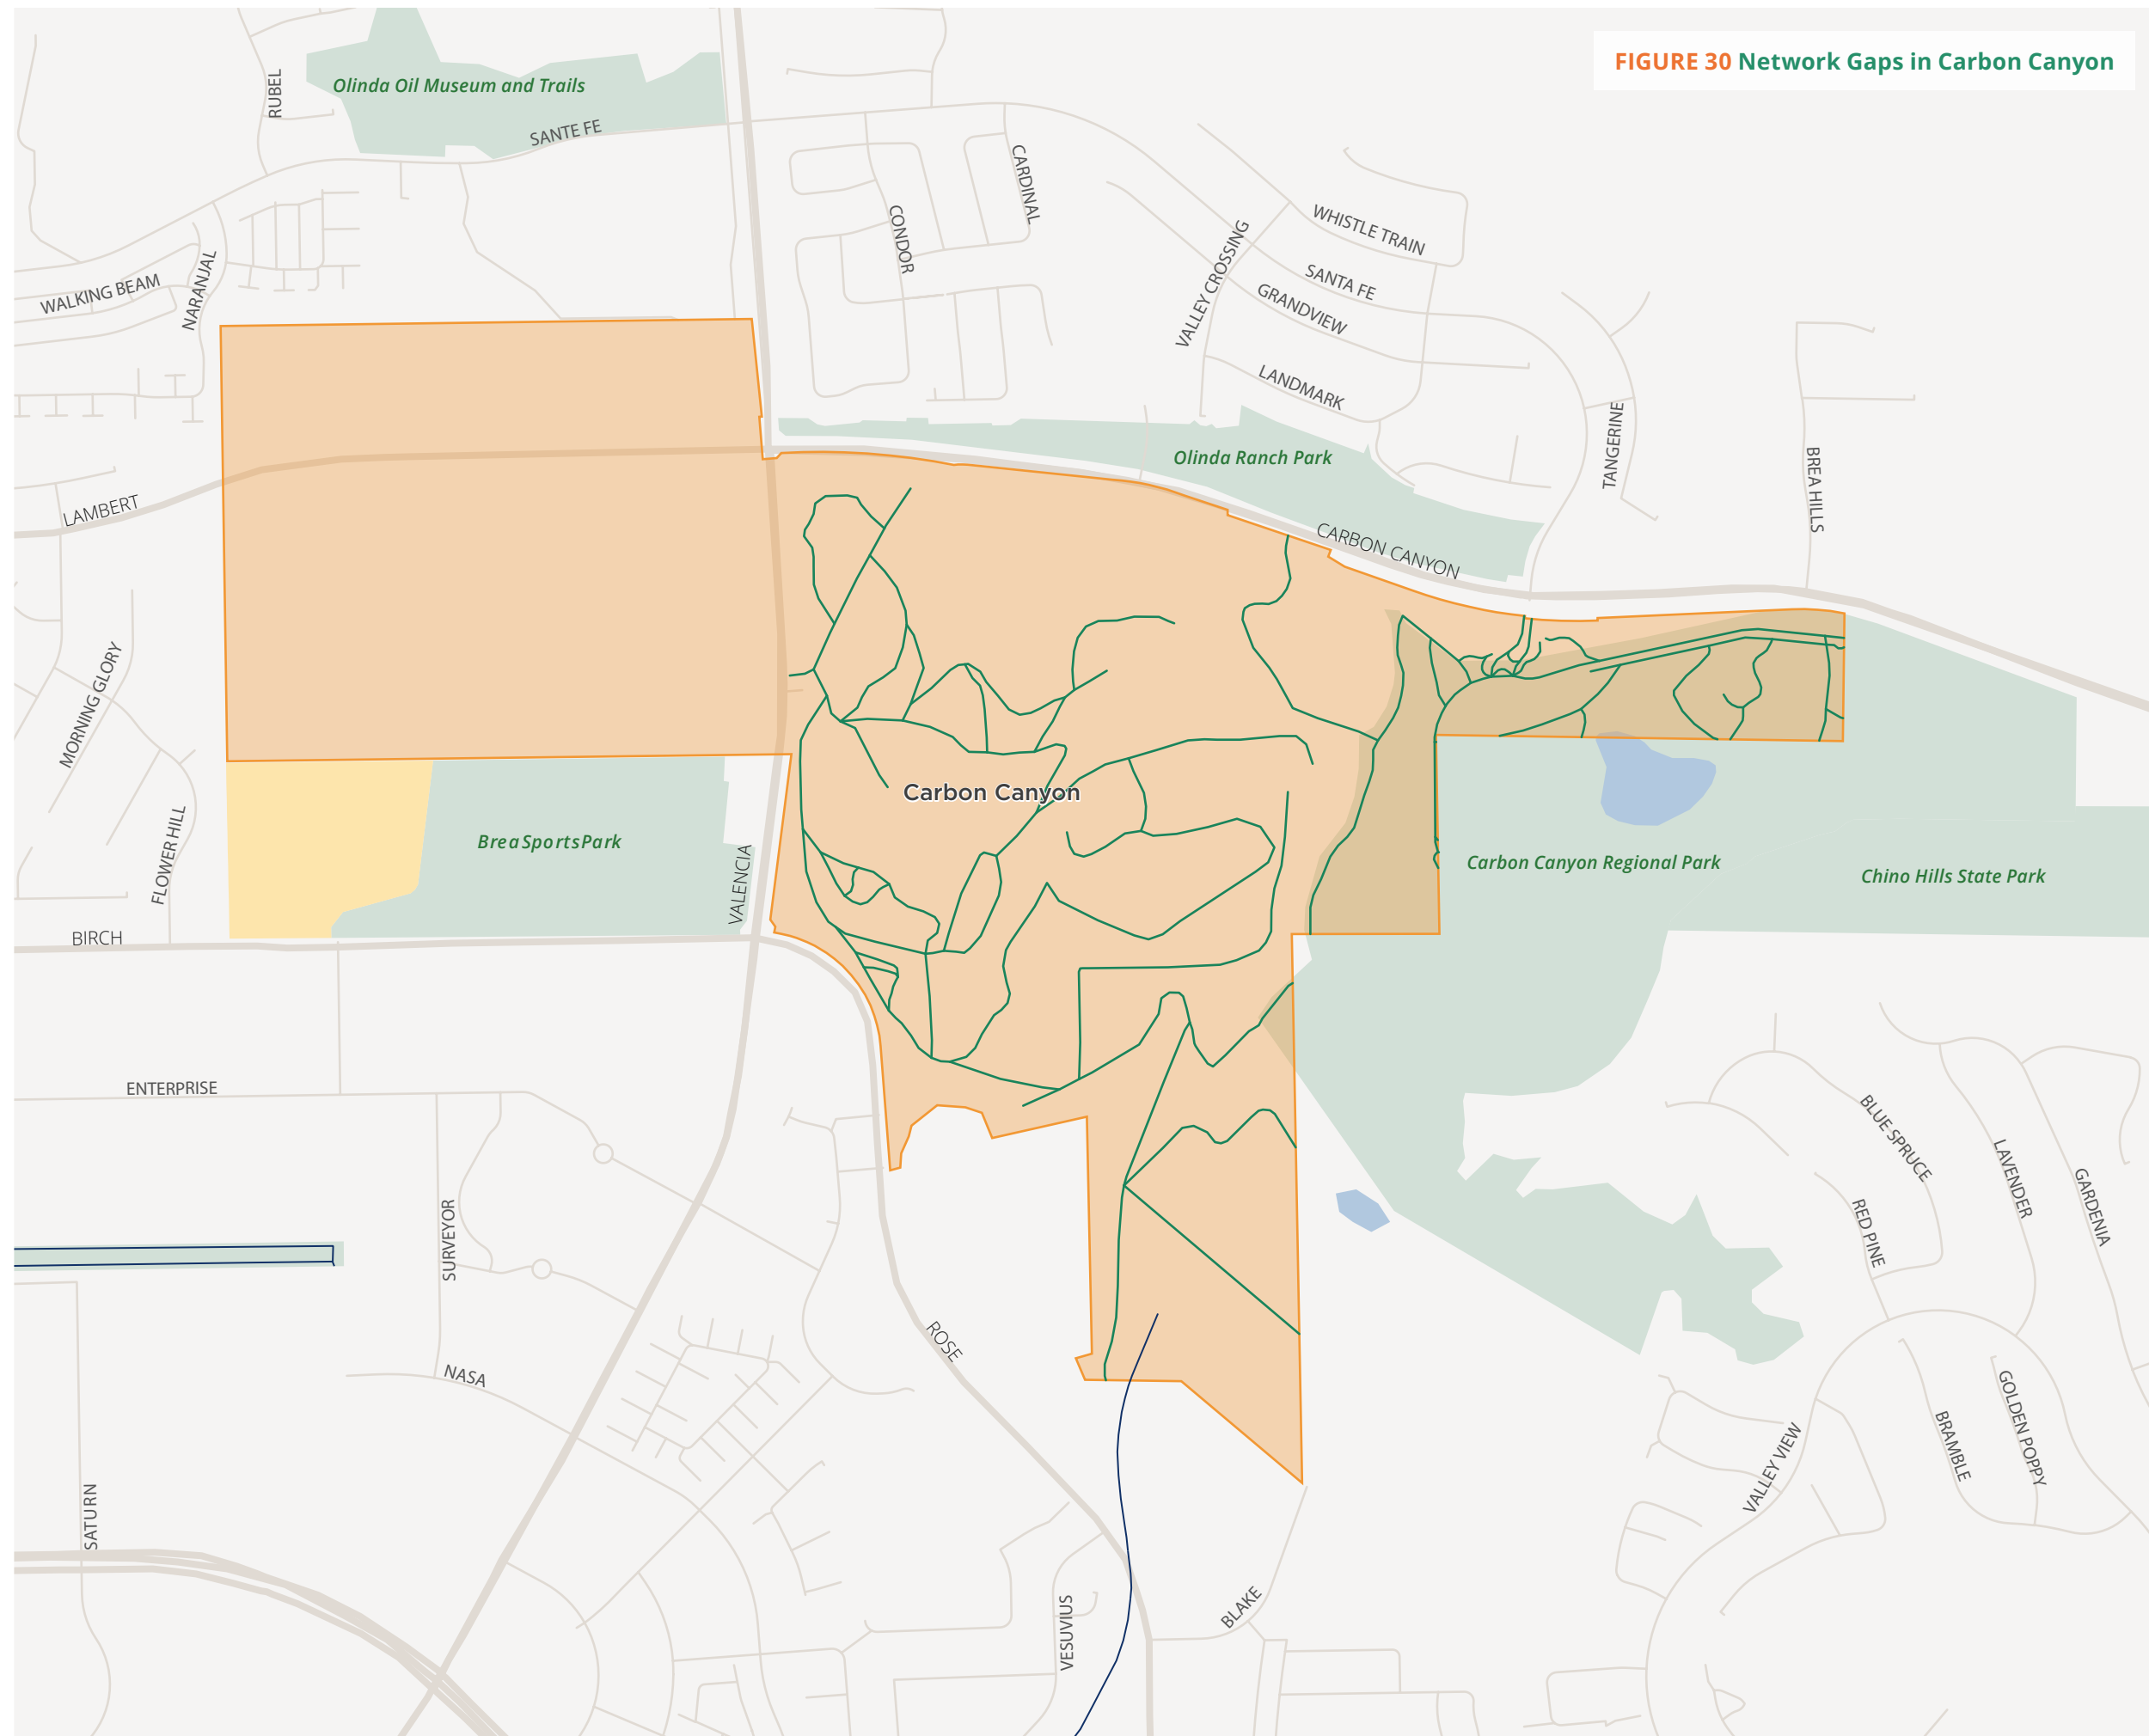 FIGURE 30 Network Gaps in Carbon Canyon
Olinda Oil Museum and Trails
RUBEL
SANTE FE
CARDINAL
CONDOR
WHISTLE TRAIN
VALLEY CROSSING
SANTA FE
GRANDVIEW
WALKING BEAM
NARANJAL
LANDMARK
TANGERINE
BREA HILLS
Olinda Ranch Park
LAMBERT
CARBON CANYON
MORNING GLORY
Carbon Canyon
FLOWER HILL
Brea Sports Park
VALENCIA
Carbon Canyon Regional Park
Chino Hills State Park
BIRCH
ENTERPRISE
BLUE SPRUCE
LAVENDER
GARDENIA
RED PINE
SURVEYOR
ROSE
NASA
GOLDEN POPPY
BRAMBLE
VALLEY VIEW
SATURN
VESUVIUS
BLAKE